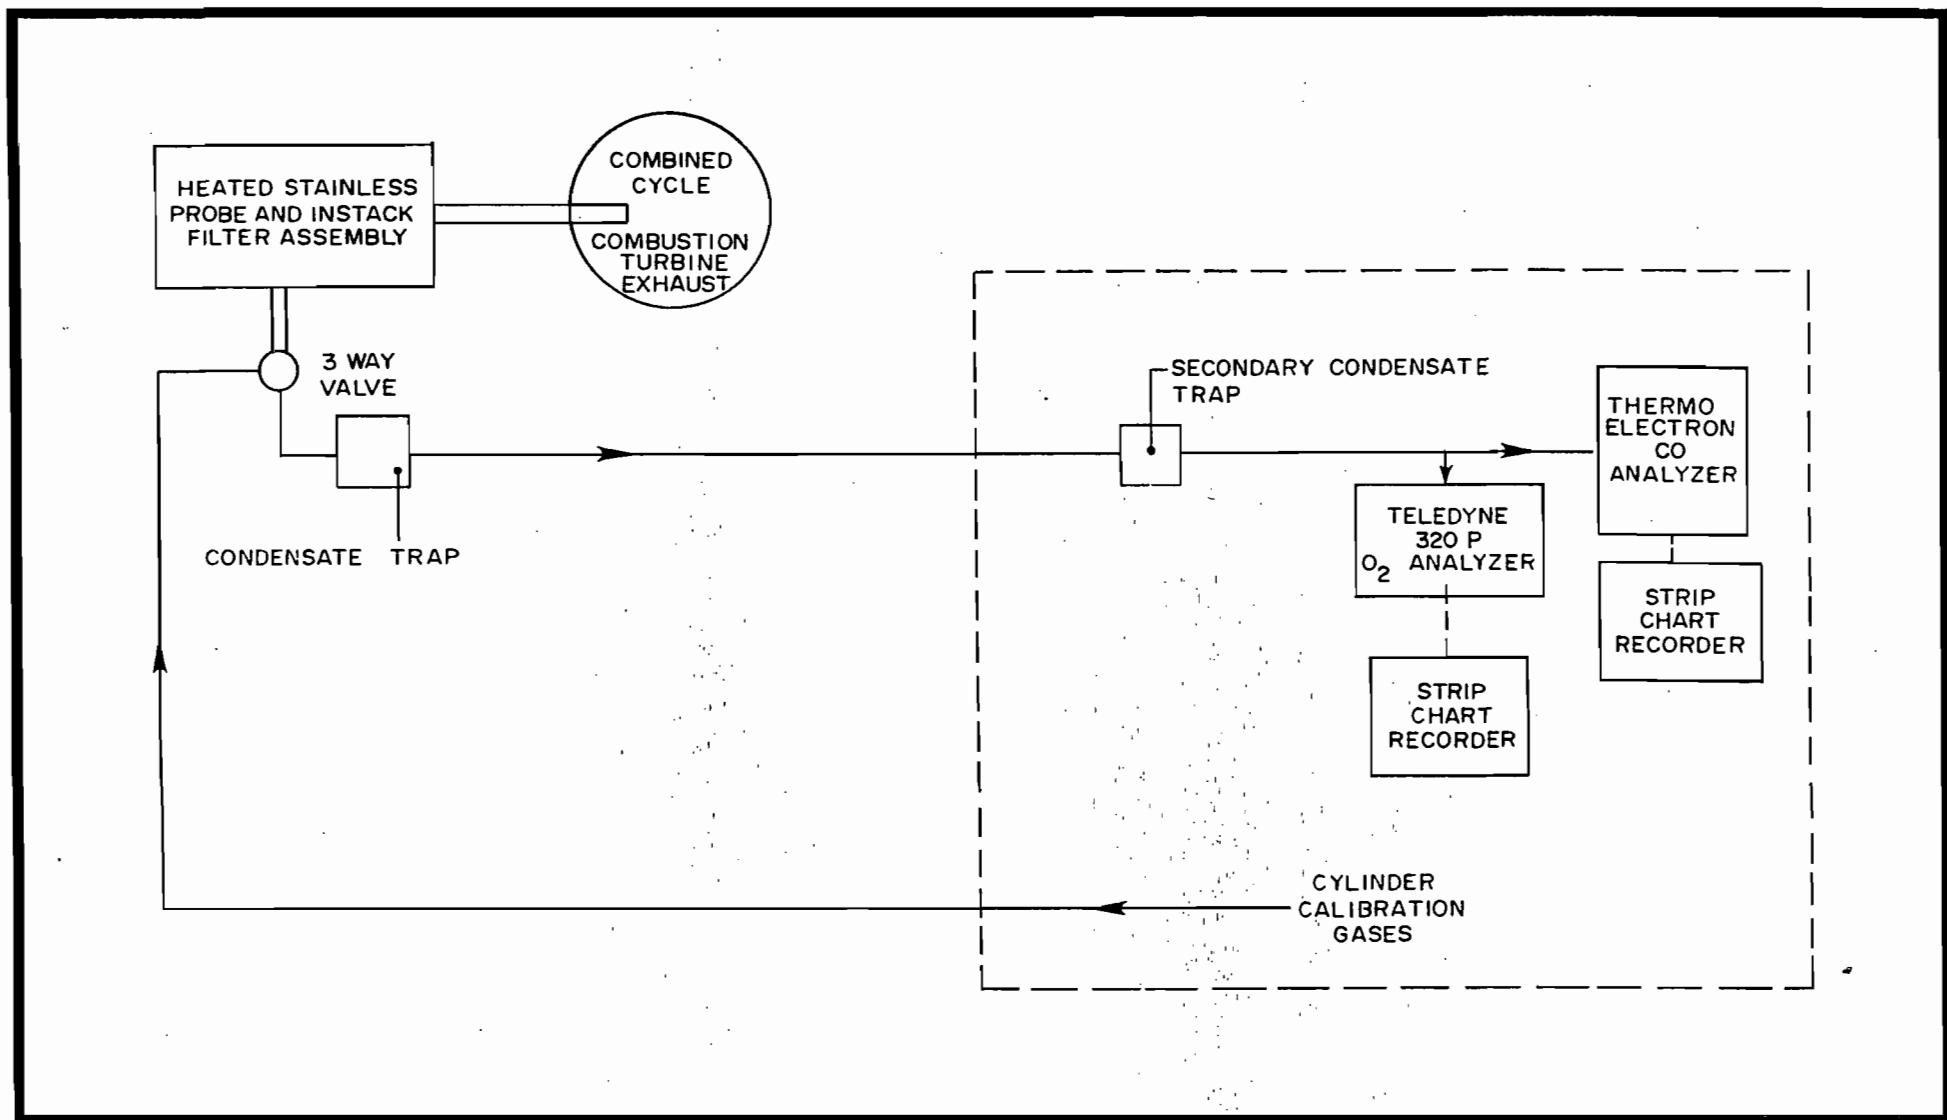 HEATED STAINLESS
PROBE AND INSTACK
FILTER ASSEMBLY
COMBINED
CYCLE
COMBUSTION
TURBINE
EXHAUST
3 WAY
VALVE
CONDENSATE TRAP
SECONDARY CONDENSATE
TRAP
THERMO
ELECTRON
CO
ANALYZER
TELEDYNE
320 P
O2 ANALYZER
STRIP
CHART
RECORDER
STRIP
CHART
RECORDER
CYLINDER
CALIBRATION
GASES